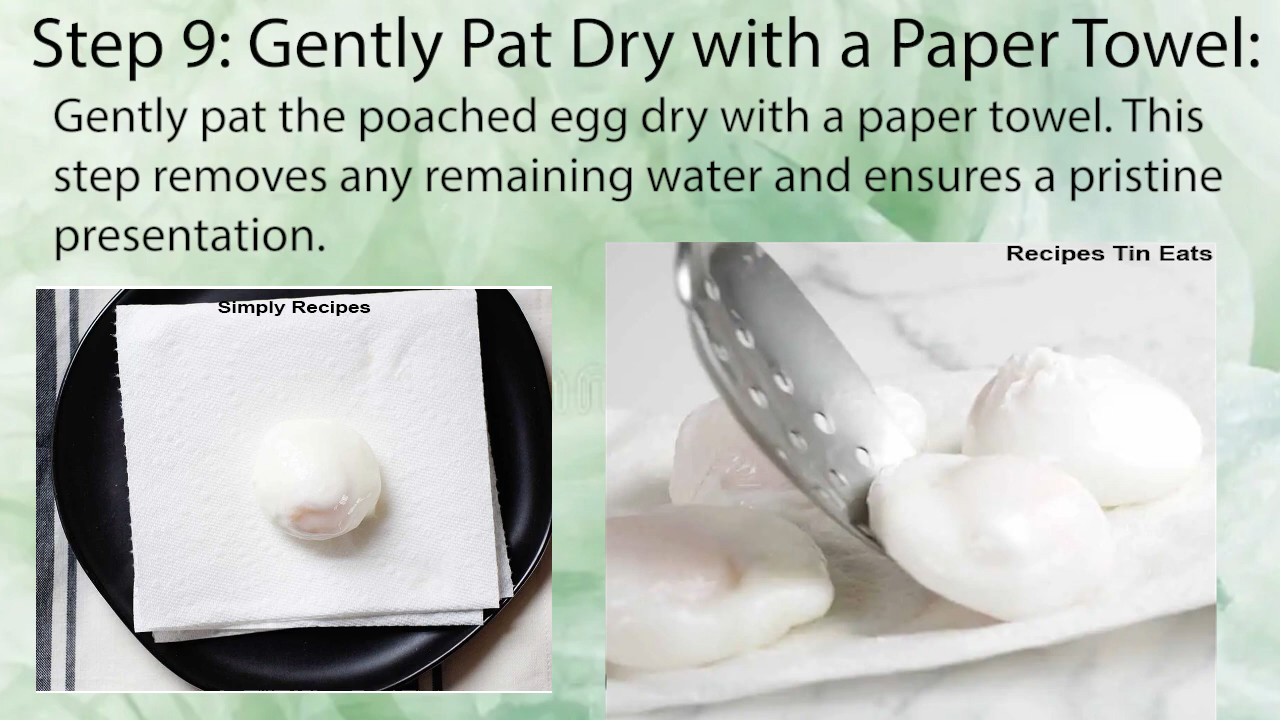 Step 9: Gently Pat Dry with a Paper Towel:
Gently pat the poached egg dry with a paper towel. This
step removes any remaining water and ensures a pristine
presentation.
Recipes Tin Eats
Simply Recipes